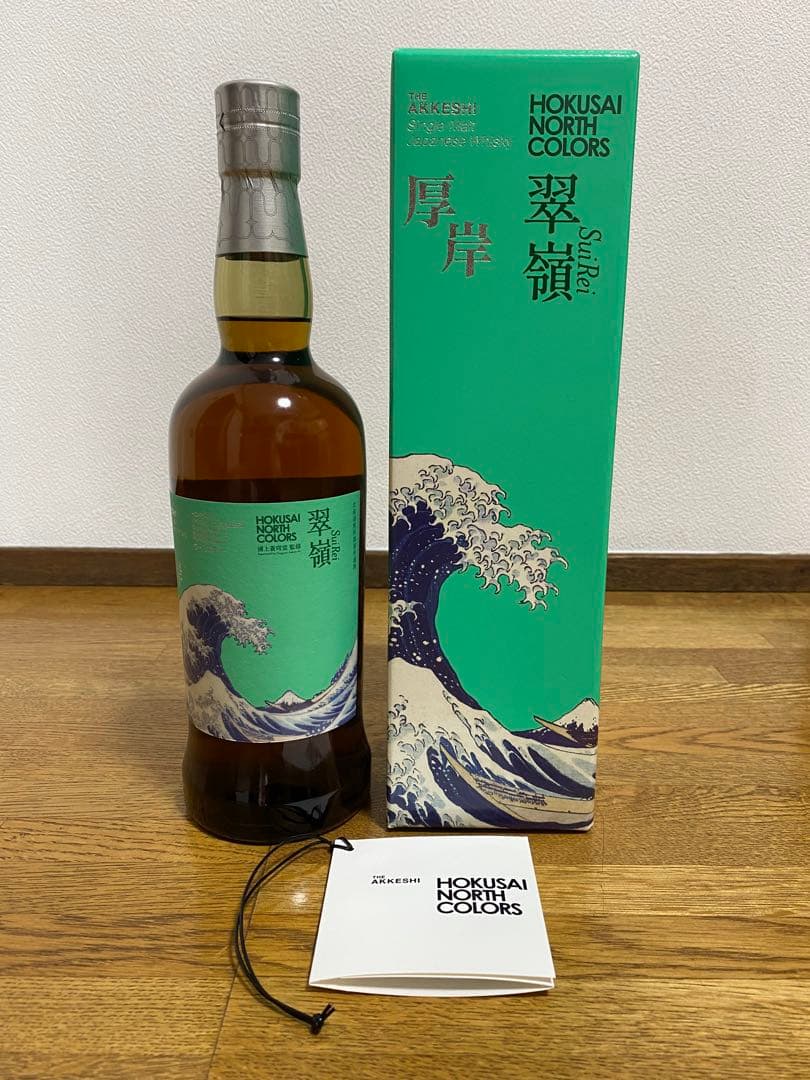 THE
AKKESHI
Single Malt
Japanese Whisky
厚岸
HOKUSAI
NORTH
COLORS
翠嶺
SuiRei
HOKUSAI
NORTH
COLORS
翠嶺
SuiRei
THE
AKKESHI
HOKUSAI
NORTH
COLORS